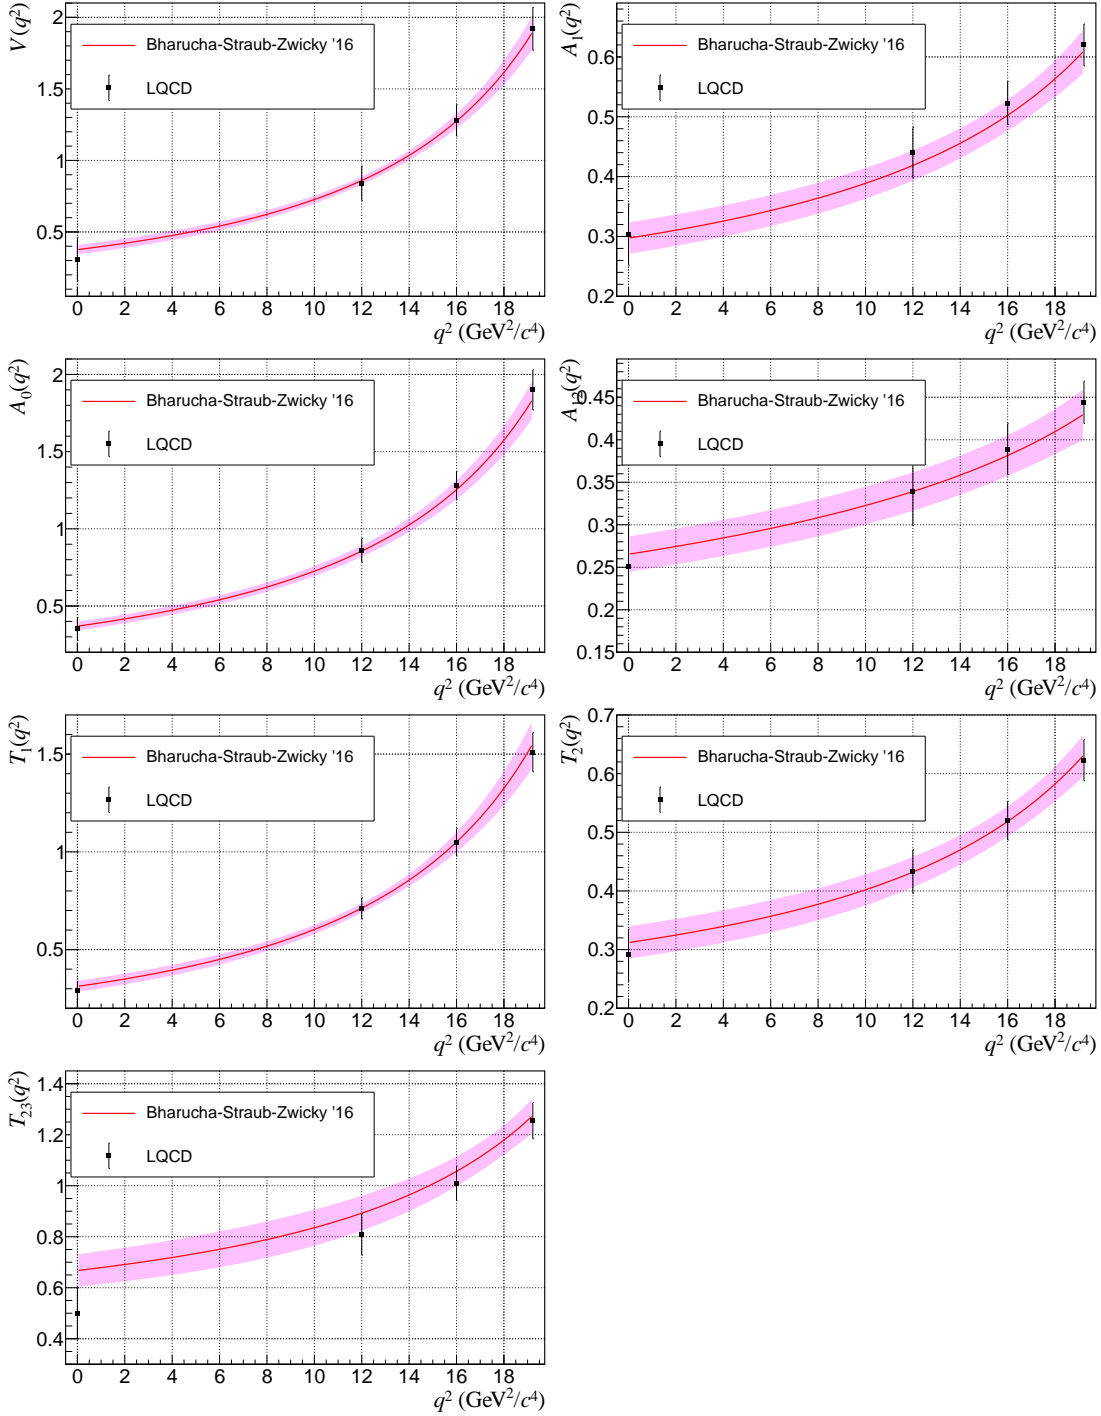 V(q²)
2
1.5
1
0.5
Bharucha-Straub-Zwicky '16
LQCD
0 2 4 6 8 10 12 14 16 18
q² (GeV²/c⁴)
A₁(q²)
0.6
0.5
0.4
0.3
0.2
Bharucha-Straub-Zwicky '16
LQCD
0 2 4 6 8 10 12 14 16 18
q² (GeV²/c⁴)
A₀(q²)
2
1.5
1
0.5
Bharucha-Straub-Zwicky '16
LQCD
0 2 4 6 8 10 12 14 16 18
q² (GeV²/c⁴)
(q²)
0.45
0.4
0.35
0.3
0.25
0.2
0.15
Bharucha-Straub-Zwicky '16
LQCD
0 2 4 6 8 10 12 14 16 18
q² (GeV²/c⁴)
T₁(q²)
1.5
1
0.5
Bharucha-Straub-Zwicky '16
LQCD
0 2 4 6 8 10 12 14 16 18
q² (GeV²/c⁴)
T₂(q²)
0.7
0.6
0.5
0.4
0.3
0.2
Bharucha-Straub-Zwicky '16
LQCD
0 2 4 6 8 10 12 14 16 18
q² (GeV²/c⁴)
T₂₃(q²)
1.4
1.2
1
0.8
0.6
0.4
Bharucha-Straub-Zwicky '16
LQCD
0 2 4 6 8 10 12 14 16 18
q² (GeV²/c⁴)